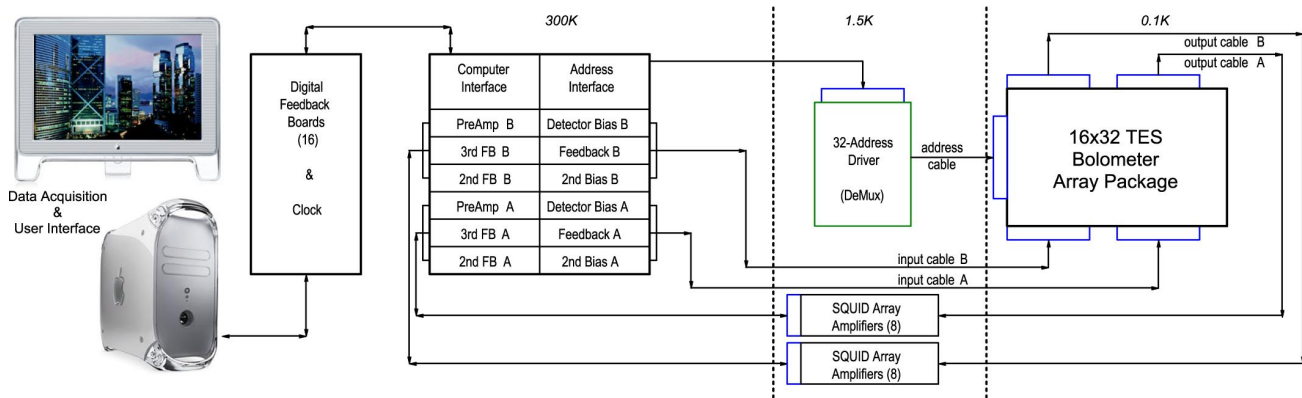 300K
1.5K
0.1K
Data Acquisition
&
User Interface
Digital
Feedback
Boards
(16)
&
Clock
Computer
Interface
Address
Interface
PreAmp B
Detector Bias B
3rd FB B
Feedback B
2nd FB B
2nd Bias B
PreAmp A
Detector Bias A
3rd FB A
Feedback A
2nd FB A
2nd Bias A
32-Address
Driver
(DeMux)
address
cable
output cable B
output cable A
16x32 TES
Bolometer
Array Package
input cable B
input cable A
SQUID Array
Amplifiers (8)
SQUID Array
Amplifiers (8)